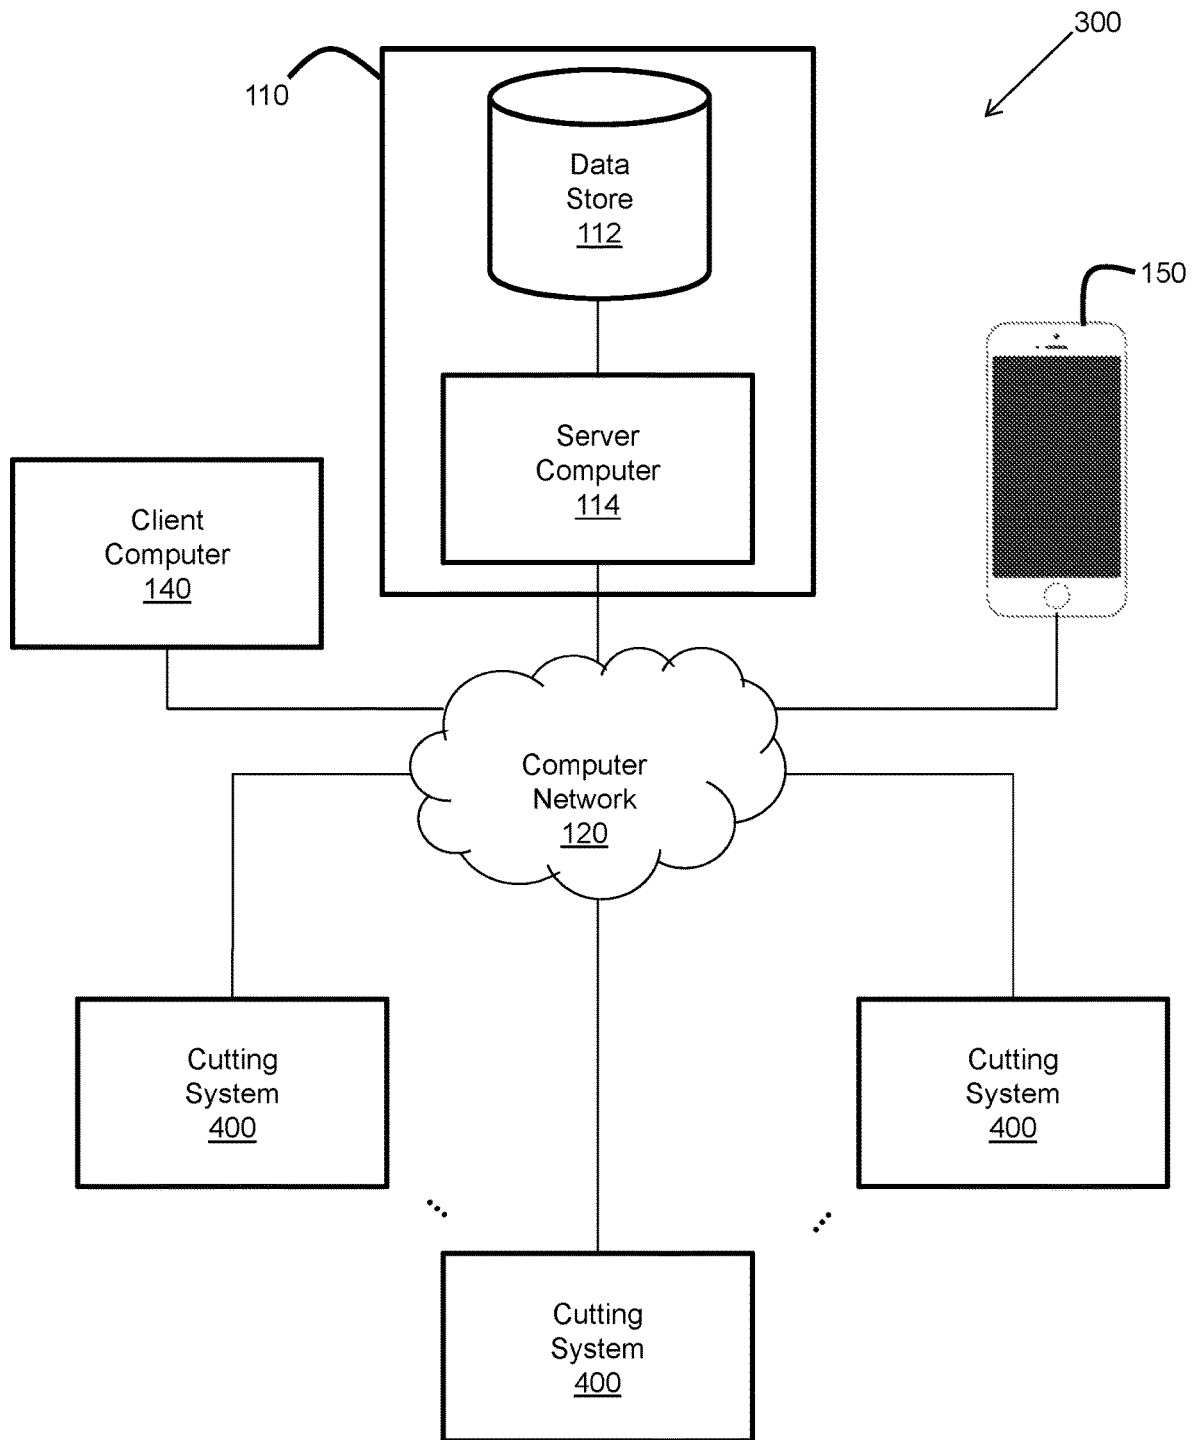 300
110
Data
Store
112
150
Server
Computer
114
Client
Computer
140
Computer
Network
120
Cutting
System
400
Cutting
System
400
Cutting
System
400